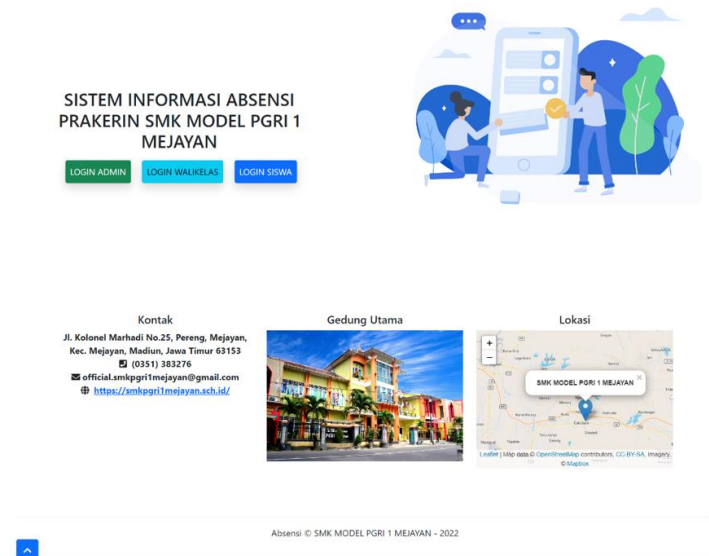 SISTEM INFORMASI ABSENSI
PRAKERIN SMK MODEL PGRI 1
MEJAYAN
LOGIN ADMIN
LOGIN WALIKELAS
LOGIN SISWA
Kontak
Jl. Kolonel Marhadi No.25, Pereng, Mejayan,
Kec. Mejayan, Madiun, Jawa Timur 63153
(0351) 383276
official.smkpgri1mejayan@gmail.com
https://smkpgri1mejayan.sch.id/
Gedung Utama
Lokasi
+
−
SMK MODEL PGRI 1 MEJAYAN
×
Leaflet | Map data © OpenStreetMap contributors, CC-BY-SA, Imagery
© Mapbox
Absensi © SMK MODEL PGRI 1 MEJAYAN - 2022